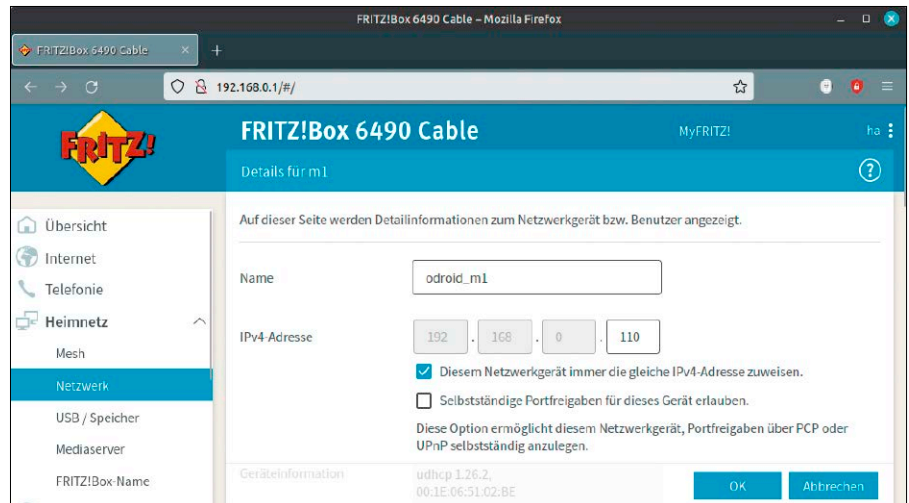 FRITZ!Box 6490 Cable – Mozilla Firefox
FRITZ!Box 6490 Cable
192.168.0.1/#/
FRITZ!
FRITZ!Box 6490 Cable
MyFRITZ!
ha
Details für m1
?
Übersicht
Internet
Telefonie
Heimnetz
Mesh
Netzwerk
USB / Speicher
Mediaserver
FRITZ!Box-Name
Auf dieser Seite werden Detailinformationen zum Netzwerkgerät bzw. Benutzer angezeigt.
Name
odroid_m1
IPv4-Adresse
192 . 168 . 0 . 110
Diesem Netzwerkgerät immer die gleiche IPv4-Adresse zuweisen.
Selbstständige Portfreigaben für dieses Gerät erlauben.
Diese Option ermöglicht diesem Netzwerkgerät, Portfreigaben über PCP oder
UPnP selbstständig anzulegen.
Geräteinformation
udhcp 1.26.2,
00:1E:06:51:02:BE
OK
Abbrechen